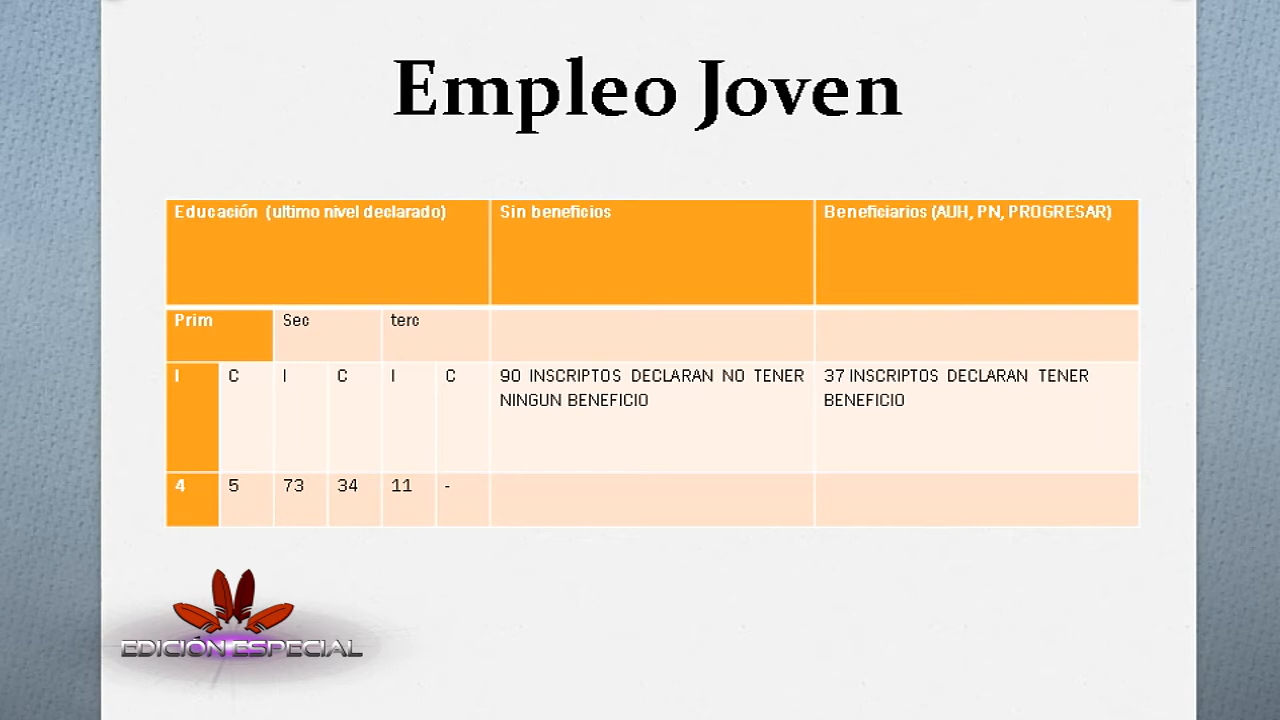 Empleo Joven
Educación (ultimo nivel declarado) Sin beneficios Beneficiarios (AUH, PN, PROGRESAR)
Prim Sec terc
I C I C I C 90 INSCRIPTOS DECLARAN NO TENER 37 INSCRIPTOS DECLARAN TENER
NINGUN BENEFICIO BENEFICIO
4 5 73 34 11 -
EDICIÓN ESPECIAL